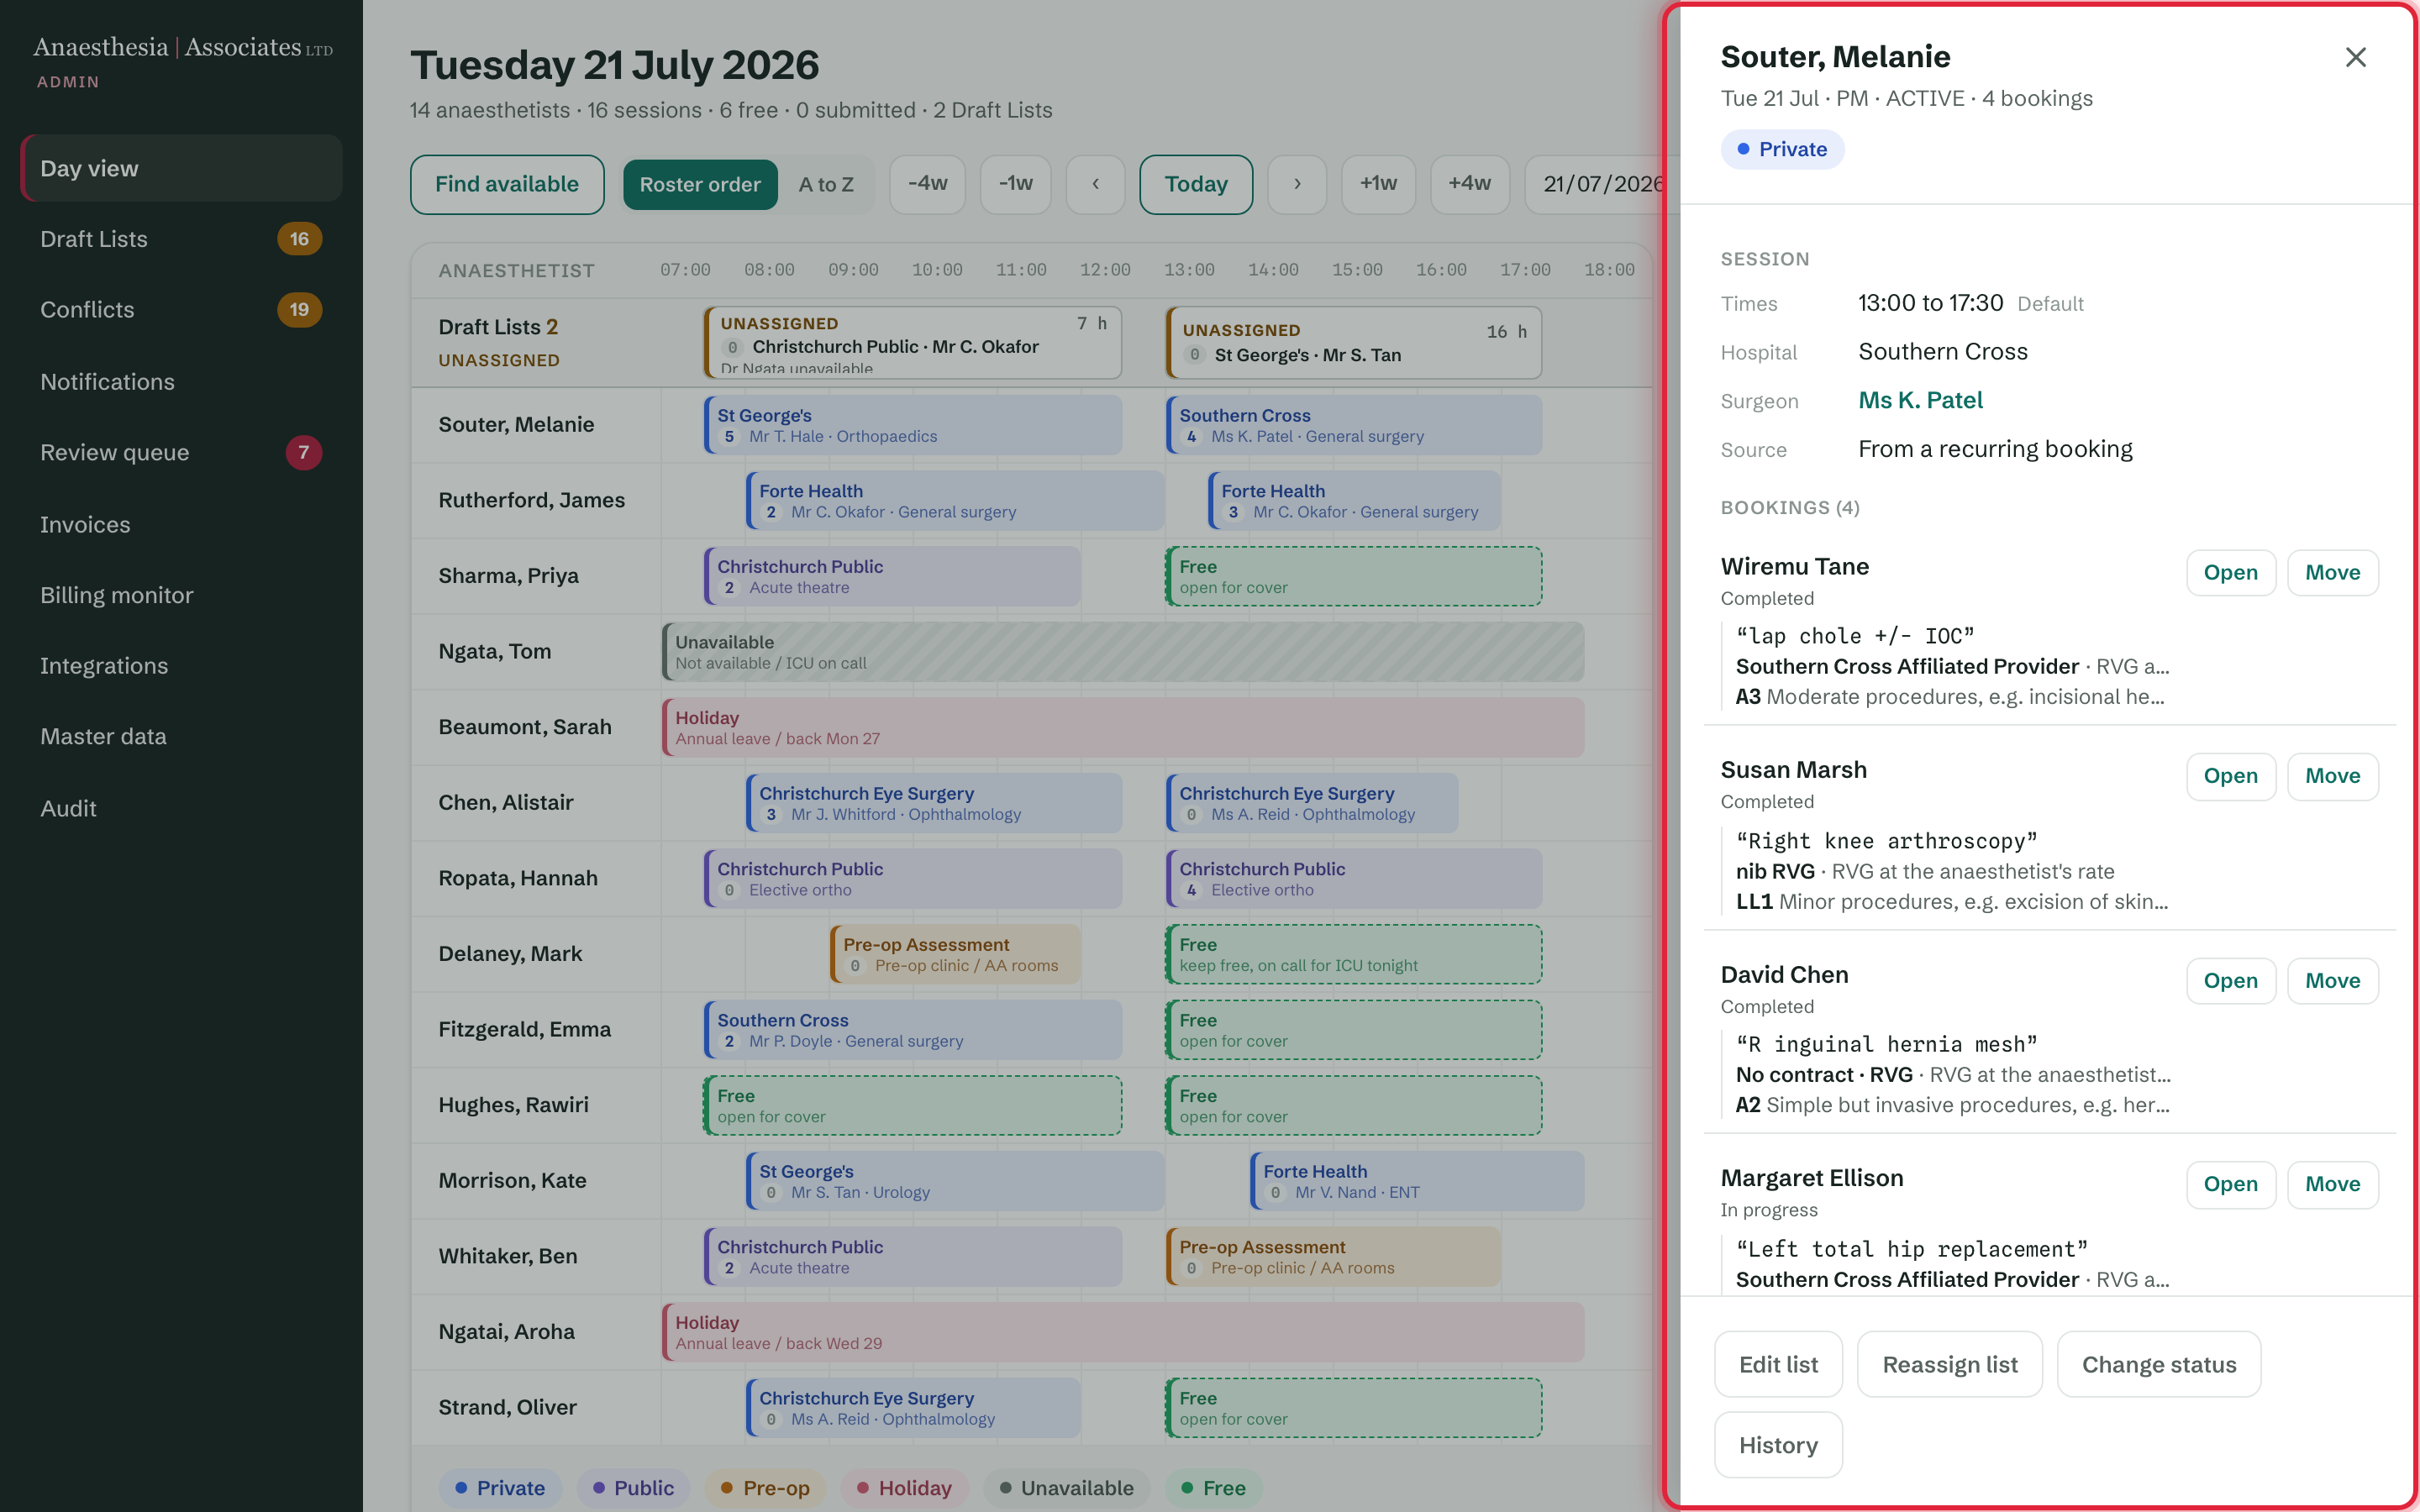 Anaesthesia | Associates LTD
ADMIN
Day view
Draft Lists 16
Conflicts 19
Notifications
Review queue 7
Invoices
Billing monitor
Integrations
Master data
Audit
Tuesday 21 July 2026
14 anaesthetists · 16 sessions · 6 free · 0 submitted · 2 Draft Lists
Find available Roster order A to Z -4w -1w ‹ Today › +1w +4w 21/07/2026
ANAESTHETIST 07:00 08:00 09:00 10:00 11:00 12:00 13:00 14:00 15:00 16:00 17:00 18:00
Draft Lists 2
UNASSIGNED
UNASSIGNED 7 h
0 Christchurch Public · Mr C. Okafor
Dr Ngata unavailable
UNASSIGNED 16 h
0 St George's · Mr S. Tan
Souter, Melanie
St George's
5 Mr T. Hale · Orthopaedics
Southern Cross
4 Ms K. Patel · General surgery
Rutherford, James
Forte Health
2 Mr C. Okafor · General surgery
Forte Health
3 Mr C. Okafor · General surgery
Sharma, Priya
Christchurch Public
2 Acute theatre
Free
open for cover
Ngata, Tom
Unavailable
Not available / ICU on call
Beaumont, Sarah
Holiday
Annual leave / back Mon 27
Chen, Alistair
Christchurch Eye Surgery
3 Mr J. Whitford · Ophthalmology
Christchurch Eye Surgery
0 Ms A. Reid · Ophthalmology
Ropata, Hannah
Christchurch Public
0 Elective ortho
Christchurch Public
4 Elective ortho
Delaney, Mark
Pre-op Assessment
0 Pre-op clinic / AA rooms
Free
keep free, on call for ICU tonight
Fitzgerald, Emma
Southern Cross
2 Mr P. Doyle · General surgery
Free
open for cover
Hughes, Rawiri
Free
open for cover
Free
open for cover
Morrison, Kate
St George's
0 Mr S. Tan · Urology
Forte Health
0 Mr V. Nand · ENT
Whitaker, Ben
Christchurch Public
2 Acute theatre
Pre-op Assessment
0 Pre-op clinic / AA rooms
Ngatai, Aroha
Holiday
Annual leave / back Wed 29
Strand, Oliver
Christchurch Eye Surgery
0 Ms A. Reid · Ophthalmology
Free
open for cover
Private Public Pre-op Holiday Unavailable Free
Souter, Melanie
Tue 21 Jul · PM · ACTIVE · 4 bookings
Private
SESSION
Times 13:00 to 17:30 Default
Hospital Southern Cross
Surgeon Ms K. Patel
Source From a recurring booking
BOOKINGS (4)
Wiremu Tane Open Move
Completed
“lap chole +/- IOC”
Southern Cross Affiliated Provider · RVG a…
A3 Moderate procedures, e.g. incisional he…
Susan Marsh Open Move
Completed
“Right knee arthroscopy”
nib RVG · RVG at the anaesthetist's rate
LL1 Minor procedures, e.g. excision of skin…
David Chen Open Move
Completed
“R inguinal hernia mesh”
No contract · RVG · RVG at the anaesthetist…
A2 Simple but invasive procedures, e.g. her…
Margaret Ellison Open Move
In progress
“Left total hip replacement”
Southern Cross Affiliated Provider · RVG a…
Edit list Reassign list Change status
History